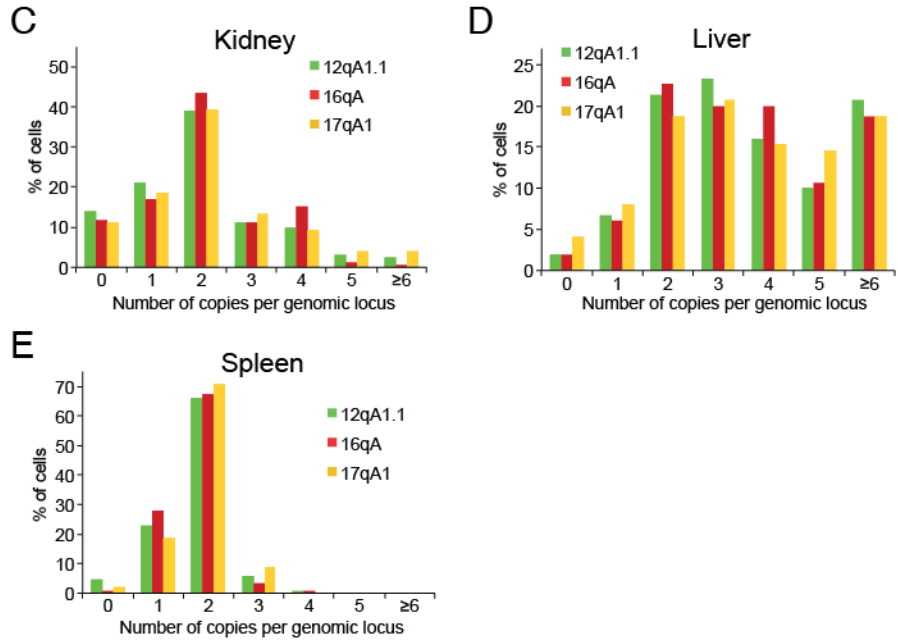 C
Kidney
12qA1.1
16qA
17qA1
% of cells
50
40
30
20
10
0
0 1 2 3 4 5 ≥6
Number of copies per genomic locus
D
Liver
12qA1.1
16qA
17qA1
% of cells
25
20
15
10
5
0
0 1 2 3 4 5 ≥6
Number of copies per genomic locus
E
Spleen
12qA1.1
16qA
17qA1
% of cells
70
60
50
40
30
20
10
0
0 1 2 3 4 5 ≥6
Number of copies per genomic locus